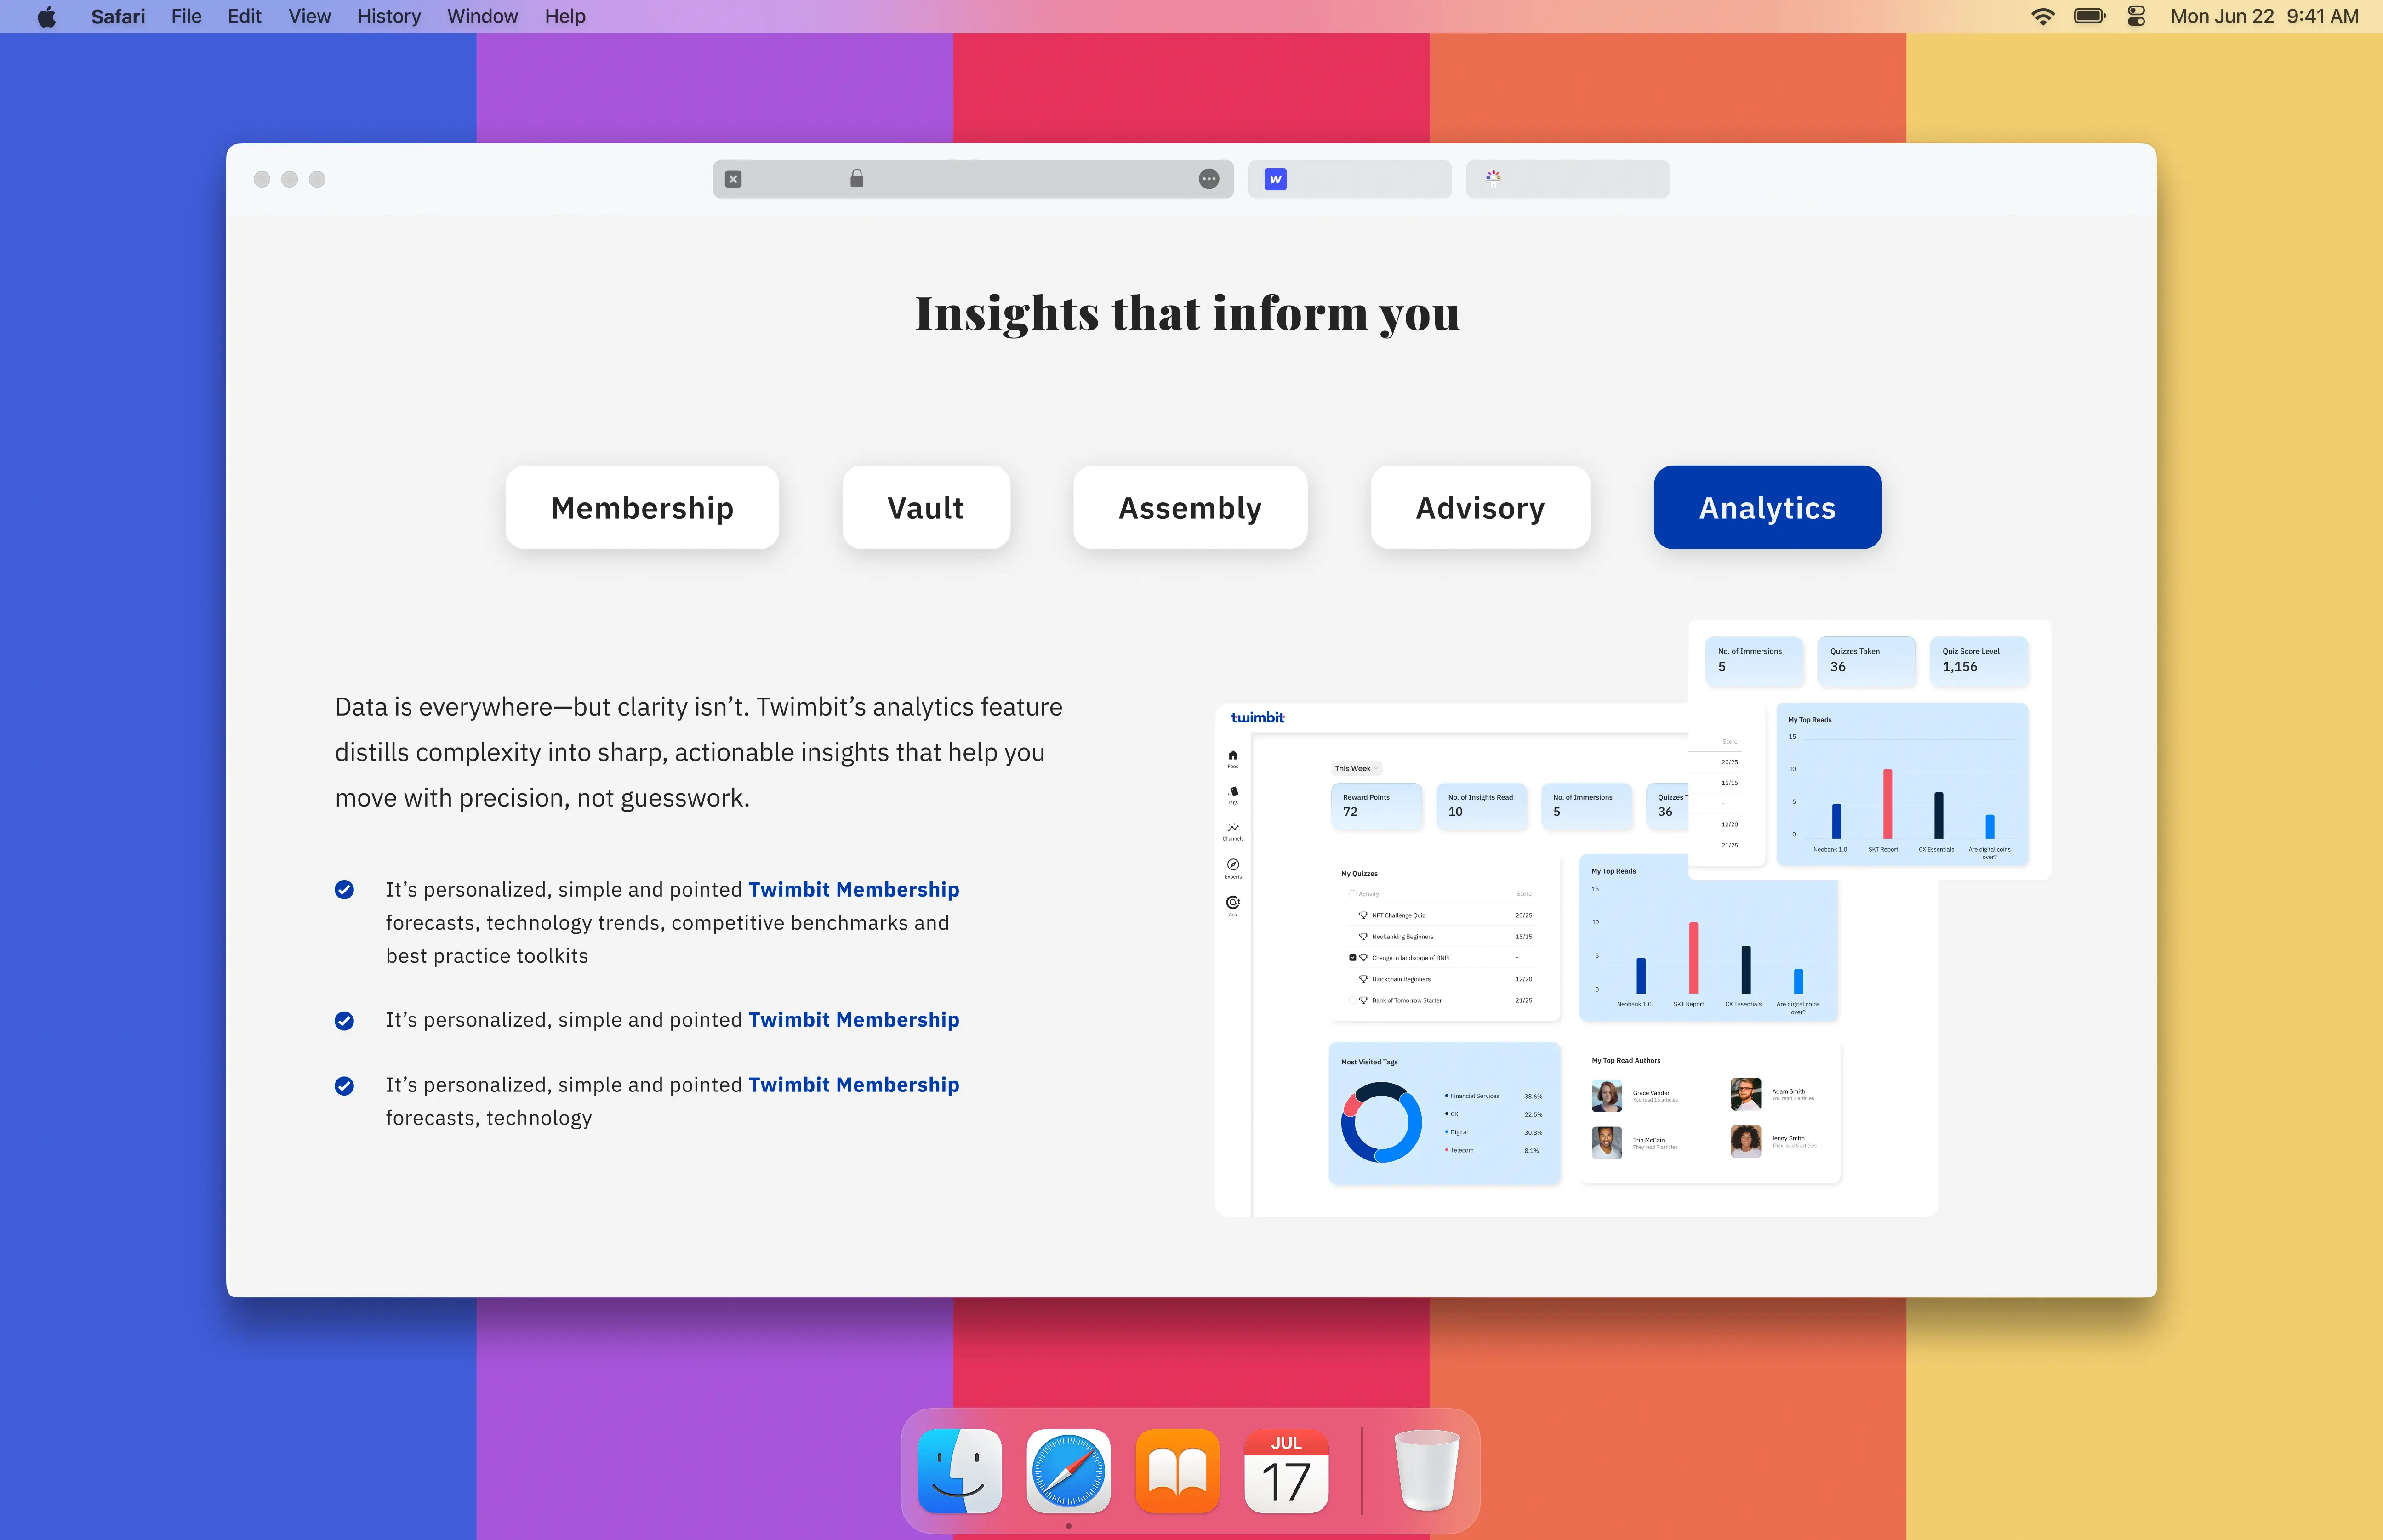 Safari File Edit View History Window Help
Mon Jun 22 9:41 AM
W
Insights that inform you
Membership
Vault
Assembly
Advisory
Analytics
Data is everywhere—but clarity isn’t. Twimbit’s analytics feature
distills complexity into sharp, actionable insights that help you
move with precision, not guesswork.
It’s personalized, simple and pointed Twimbit Membership
forecasts, technology trends, competitive benchmarks and
best practice toolkits
It’s personalized, simple and pointed Twimbit Membership
It’s personalized, simple and pointed Twimbit Membership
forecasts, technology
twimbit
Feed
Tags
Channels
Experts
Ask
This Week
Reward Points
72
No. of Insights Read
10
No. of Immersions
5
Quizzes T
36
My Quizzes
Activity Score
NFT Challenge Quiz 20/25
Neobanking Beginners 15/15
Change in landscape of BNPL -
Blockchain Beginners 12/20
Bank of Tomorrow Starter 21/25
My Top Reads
15
10
5
0
Neobank 1.0 SKT Report CX Essentials Are digital coins
over?
Most Visited Tags
Financial Services 38.6%
CX 22.5%
Digital 30.8%
Telecom 8.1%
My Top Read Authors
Grace Vander
You read 15 articles
Adam Smith
You read 8 articles
Trip McCain
They read 7 articles
Jenny Smith
They read 5 articles
No. of Immersions
5
Quizzes Taken
36
Quiz Score Level
1,156
Score
20/25
15/15
-
12/20
21/25
My Top Reads
15
10
5
0
Neobank 1.0 SKT Report CX Essentials Are digital coins
over?
JUL
17